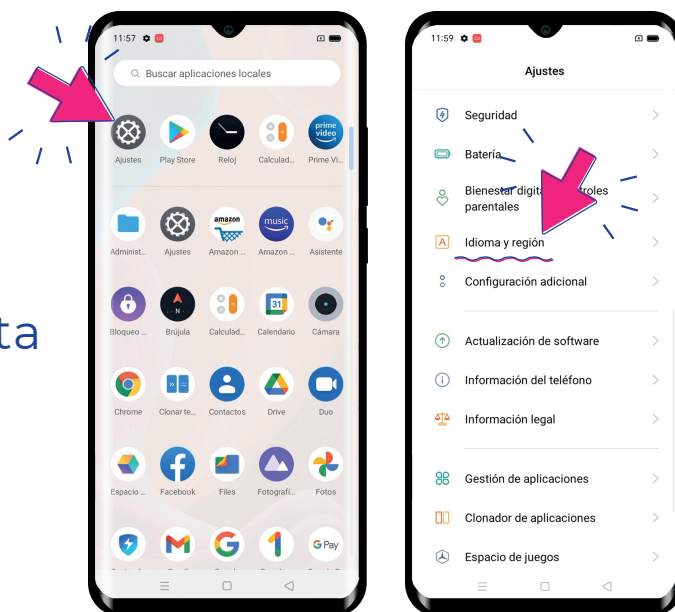 ta
11:57
Buscar aplicaciones locales
Ajustes
Play Store
Reloj
Calculad...
prime video
Prime Vi...
Administ...
Ajustes
amazon
Amazon ...
music
Amazon ...
Asistente
Bloqueo ...
N
Brújula
Calculad...
31
Calendario
Cámara
Chrome
Clonar te...
Contactos
Drive
Duo
Espacio ...
Facebook
Files
Fotografí...
Fotos
G Pay
11:59
Ajustes
Seguridad
Batería
Bienestar digita
roles
parentales
A
Idioma y región
Configuración adicional
Actualización de software
Información del teléfono
Información legal
Gestión de aplicaciones
Clonador de aplicaciones
Espacio de juegos